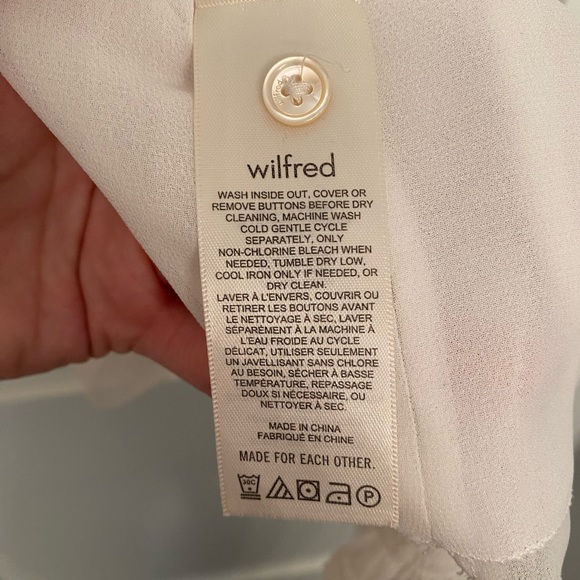 wilfred
WASH INSIDE OUT, COVER OR
REMOVE BUTTONS BEFORE DRY
CLEANING, MACHINE WASH
COLD GENTLE CYCLE
SEPARATELY, ONLY
NON-CHLORINE BLEACH WHEN
NEEDED, TUMBLE DRY LOW,
COOL IRON ONLY IF NEEDED, OR
DRY CLEAN.
LAVER À L'ENVERS, COUVRIR OU
RETIRER LES BOUTONS AVANT
LE NETTOYAGE À SEC, LAVER
SÉPARÉMENT À LA MACHINE À
L'EAU FROIDE AU CYCLE
DÉLICAT, UTILISER SEULEMENT
UN JAVELLISANT SANS CHLORE
AU BESOIN, SÉCHER À BASSE
TEMPÉRATURE, REPASSAGE
DOUX SI NÉCESSAIRE, OU
NETTOYER À SEC.
MADE IN CHINA
FABRIQUÉ EN CHINE
MADE FOR EACH OTHER.
30C P